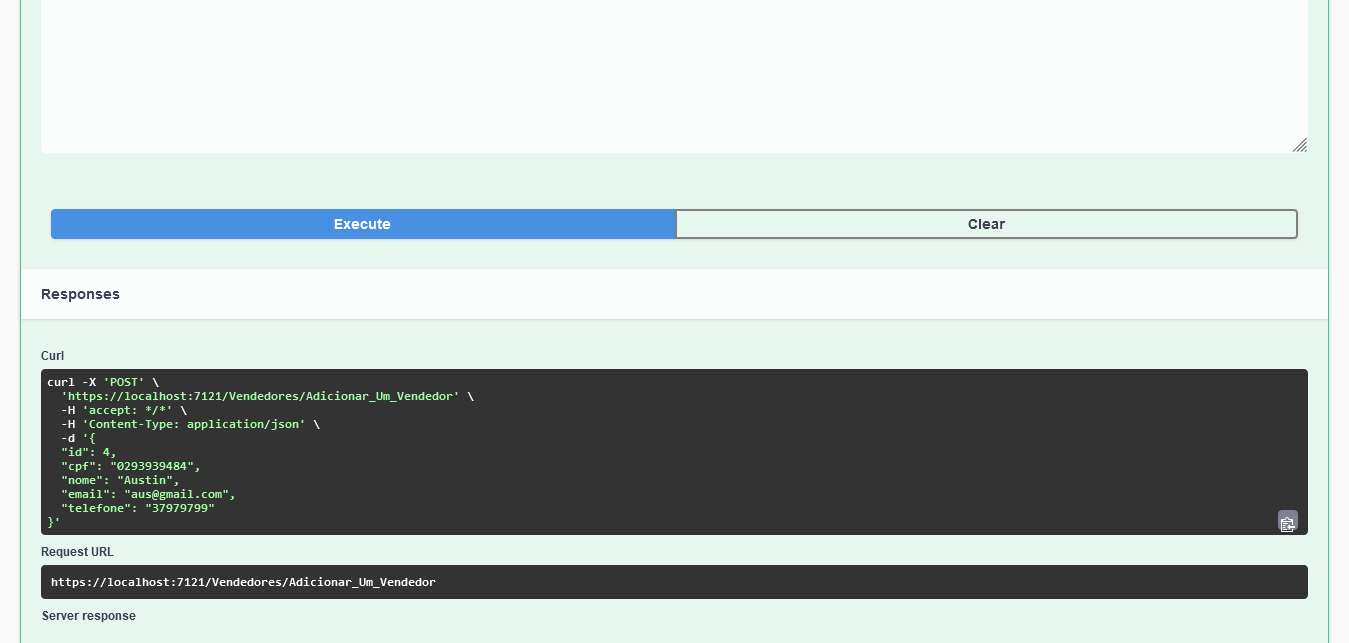 Execute
Clear
Responses
Curl
curl -X 'POST' \
  'https://localhost:7121/Vendedores/Adicionar_Um_Vendedor' \
  -H 'accept: */*' \
  -H 'Content-Type: application/json' \
  -d '{
  "id": 4,
  "cpf": "0293939484",
  "nome": "Austin",
  "email": "aus@gmail.com",
  "telefone": "37979799"
}'
Request URL
https://localhost:7121/Vendedores/Adicionar_Um_Vendedor
Server response